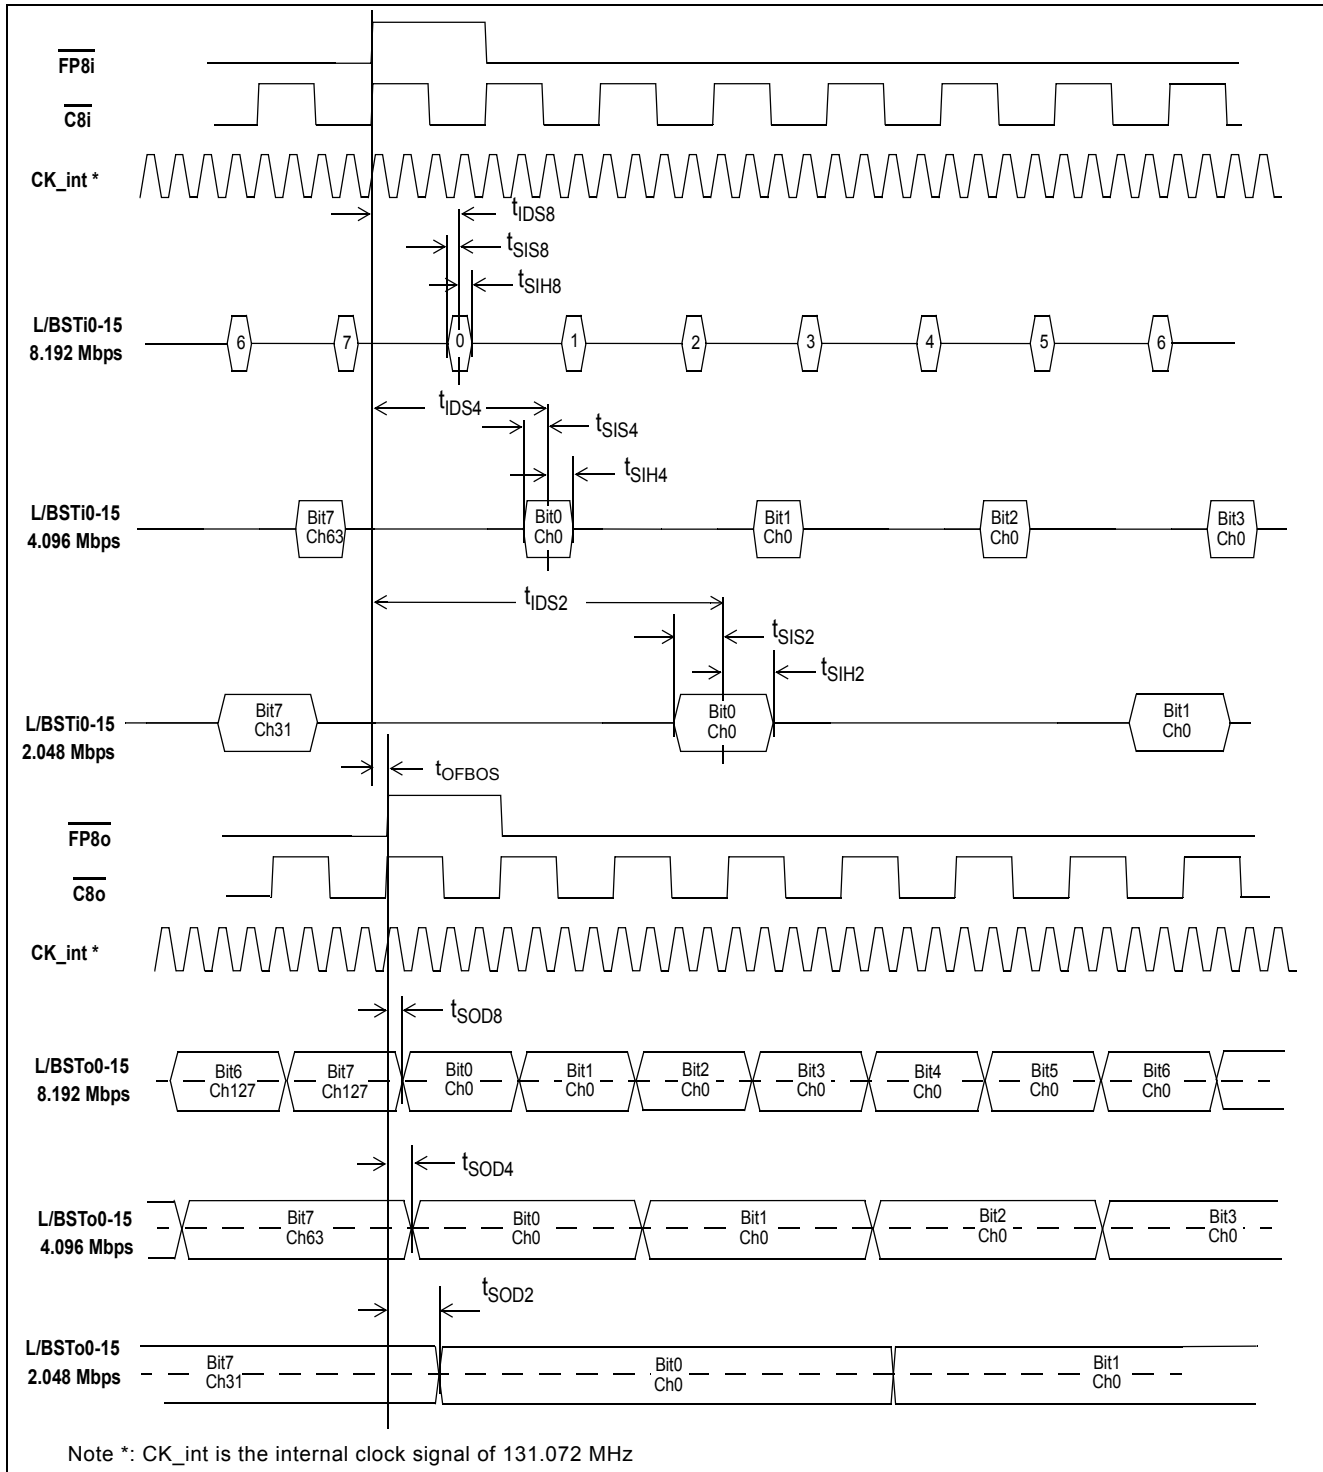 FP8i
C8i
CK_int *
tIDS8
tSIS8
tSIH8
L/BSTi0-15
8.192 Mbps
6 7 0 1 2 3 4 5 6
tIDS4
tSIS4
tSIH4
L/BSTi0-15
4.096 Mbps
Bit7 Bit0 Bit1 Bit2 Bit3
Ch63 Ch0 Ch0 Ch0 Ch0
tIDS2
tSIS2
tSIH2
L/BSTi0-15
2.048 Mbps
Bit7 Bit0 Bit1
Ch31 Ch0 Ch0
tOFBOS
FP8o
C8o
CK_int *
tSOD8
L/BSTo0-15
8.192 Mbps
Bit6 Bit7 Bit0 Bit1 Bit2 Bit3 Bit4 Bit5 Bit6
Ch127 Ch127 Ch0 Ch0 Ch0 Ch0 Ch0 Ch0 Ch0
tSOD4
L/BSTo0-15
4.096 Mbps
Bit7 Bit0 Bit1 Bit2 Bit3
Ch63 Ch0 Ch0 Ch0 Ch0
tSOD2
L/BSTo0-15
2.048 Mbps
Bit7 Bit0 Bit1
Ch31 Ch0 Ch0
Note *: CK_int is the internal clock signal of 131.072 MHz